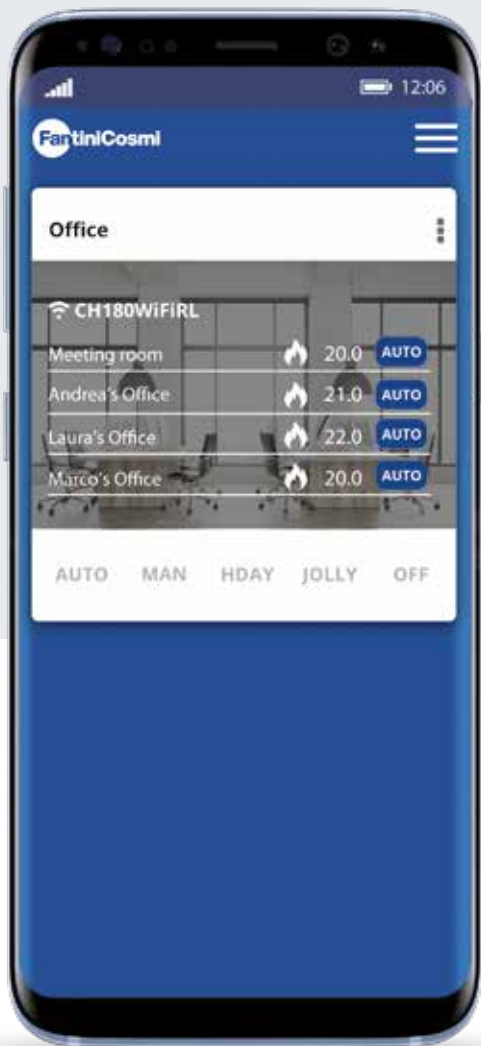 12:06
FantiniCosmi
Office
CH180WiFiRL
Meeting room 20.0 AUTO
Andrea's Office 21.0 AUTO
Laura's Office 22.0 AUTO
Marco's Office 20.0 AUTO
AUTO MAN HDAY JOLLY OFF